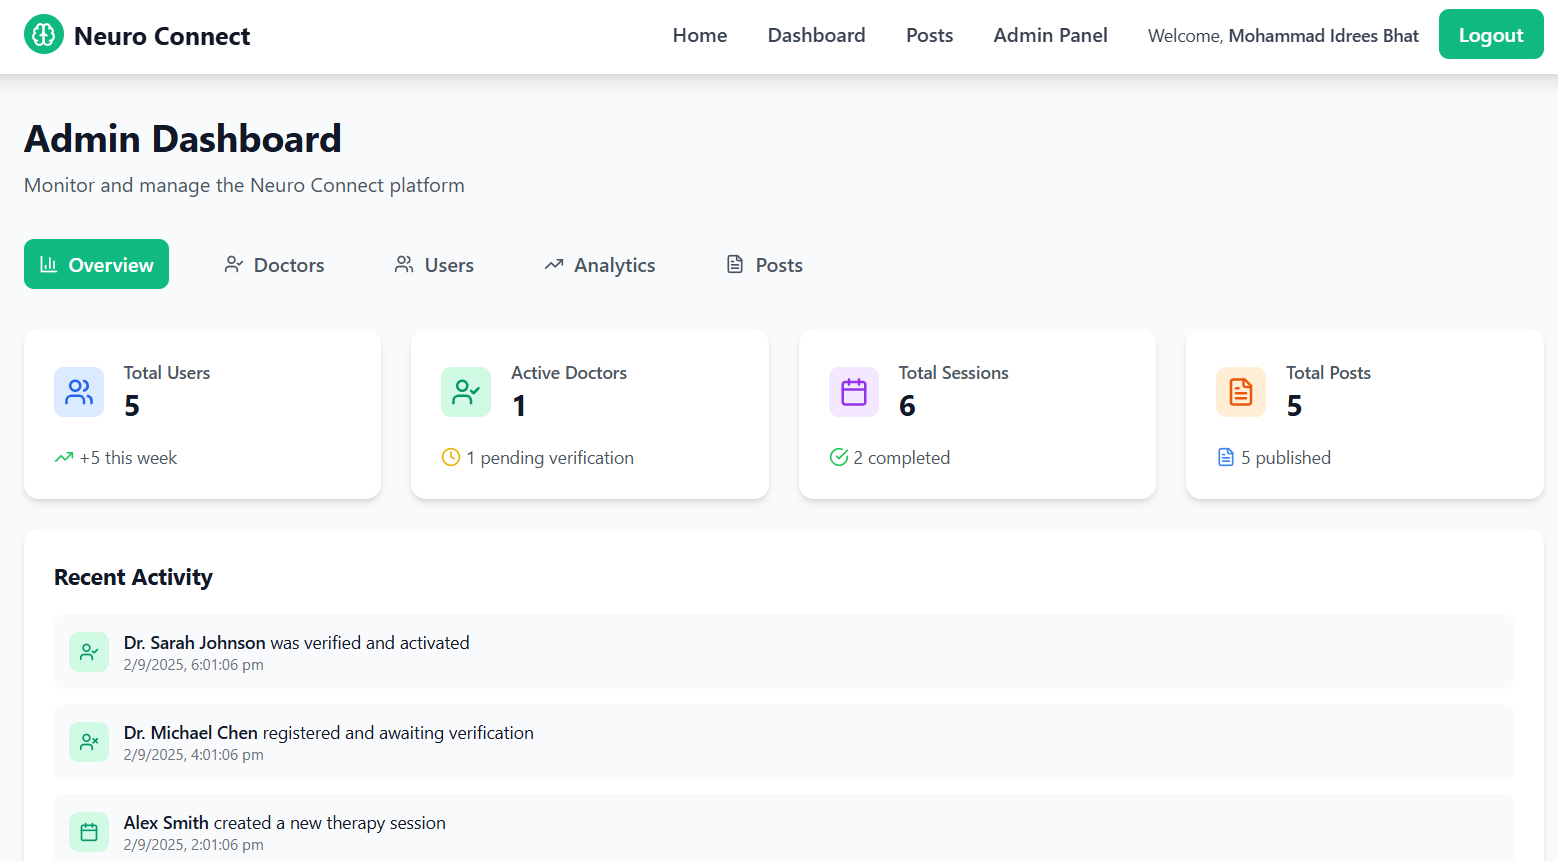 Neuro Connect
Home Dashboard Posts Admin Panel Welcome, Mohammad Idrees Bhat Logout
Admin Dashboard
Monitor and manage the Neuro Connect platform
Overview Doctors Users Analytics Posts
Total Users
5
+5 this week
Active Doctors
1
1 pending verification
Total Sessions
6
2 completed
Total Posts
5
5 published
Recent Activity
Dr. Sarah Johnson was verified and activated
2/9/2025, 6:01:06 pm
Dr. Michael Chen registered and awaiting verification
2/9/2025, 4:01:06 pm
Alex Smith created a new therapy session
2/9/2025, 2:01:06 pm